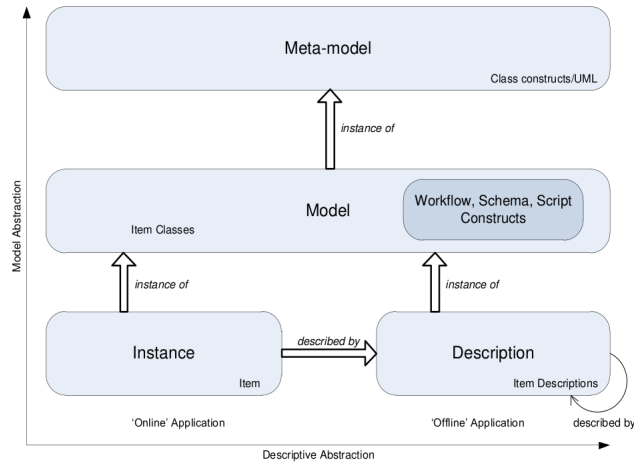 Meta-model
Class constructs/UML
instance of
Model
Workflow, Schema, Script
Constructs
Item Classes
instance of
instance of
Instance
Item
described by
Description
Item Descriptions
described by
'Online' Application
'Offline' Application
Descriptive Abstraction
Model Abstraction